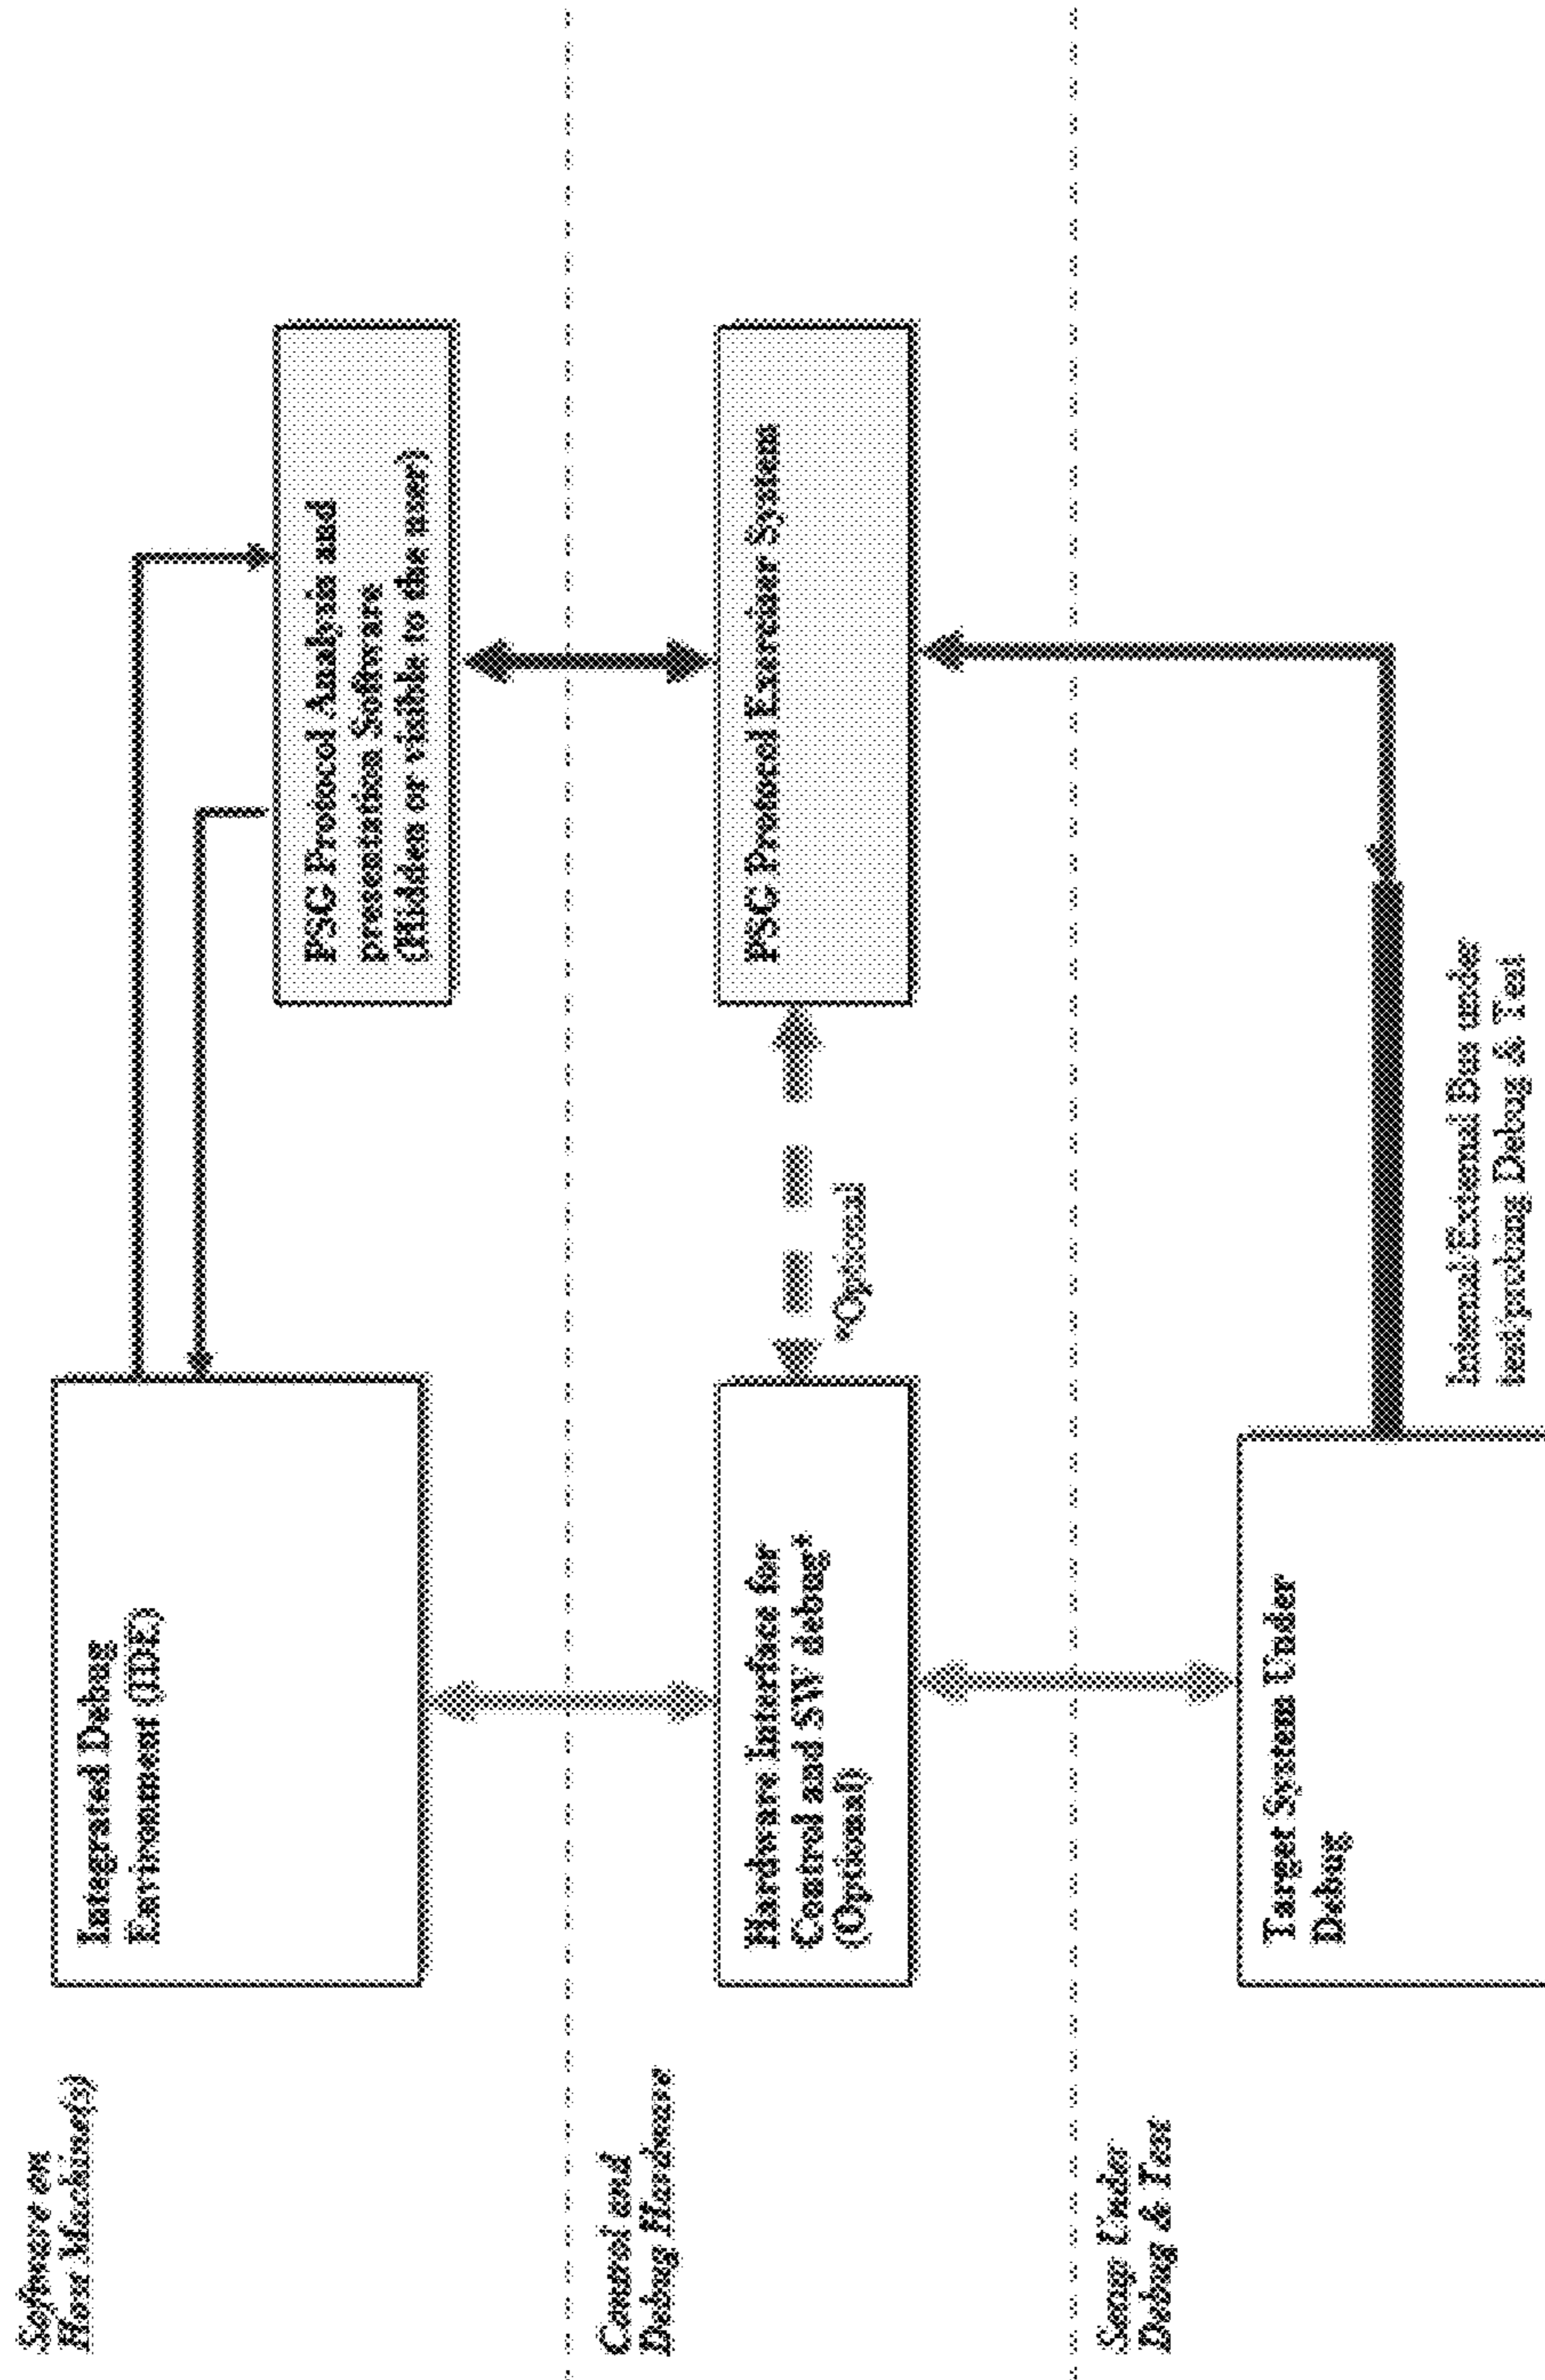 Software on
Host Machine(s)
Integrated Debug
Environment (IDE)
PSG Protocol Analysis and
presentation Software
(Hidden or visible to the user)
Control and
Debug Hardware
Hardware Interface for
Control and SW debug*
(Optional)
*Optional
PSG Protocol Exerciser System
Setup Under
Debug & Test
Target System Under
Debug
Internal/External Bus under
test/probing Debug & Test